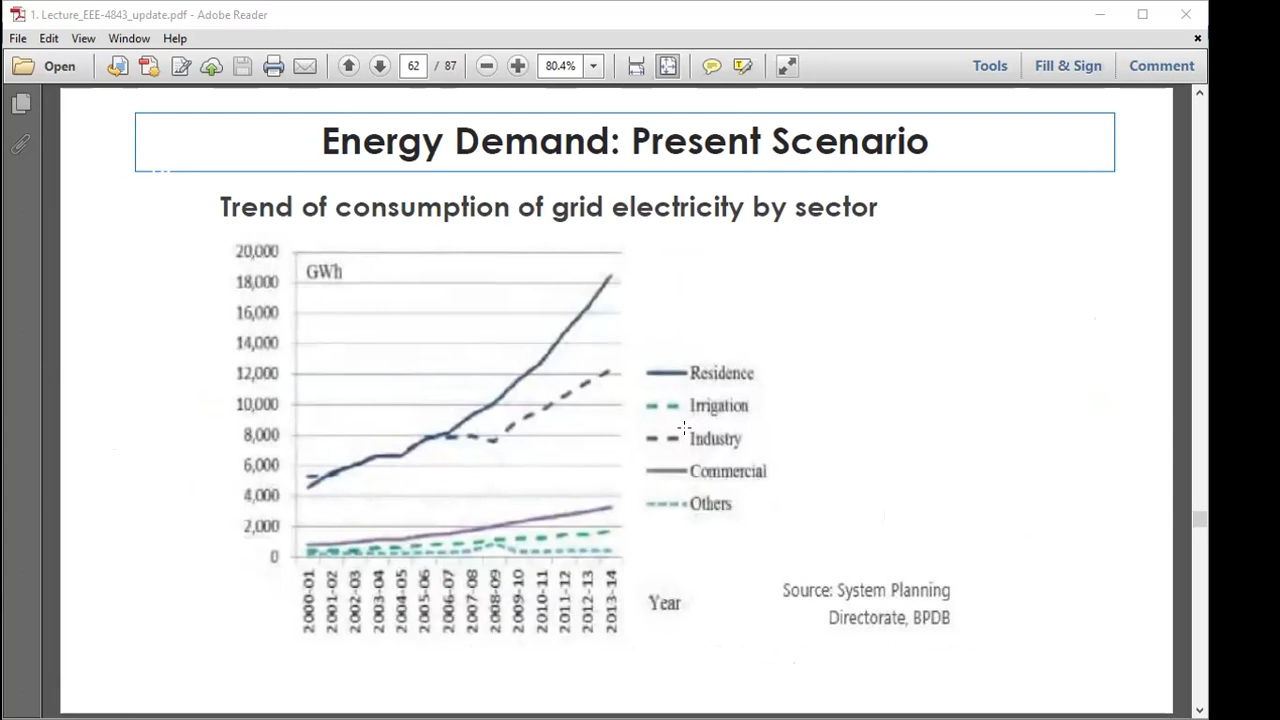 1. Lecture_EEE-4843_update.pdf - Adobe Reader
File Edit View Window Help
Open 62 / 87 80.4% Tools Fill & Sign Comment
Energy Demand: Present Scenario
Trend of consumption of grid electricity by sector
20,000
GWh
18,000
16,000
14,000
12,000
10,000
8,000
6,000
4,000
2,000
0
Residence
Irrigation
Industry
Commercial
Others
2000-01
2001-02
2002-03
2003-04
2004-05
2005-06
2006-07
2007-08
2008-09
2009-10
2010-11
2011-12
2012-13
2013-14
Year
Source: System Planning
Directorate, BPDB